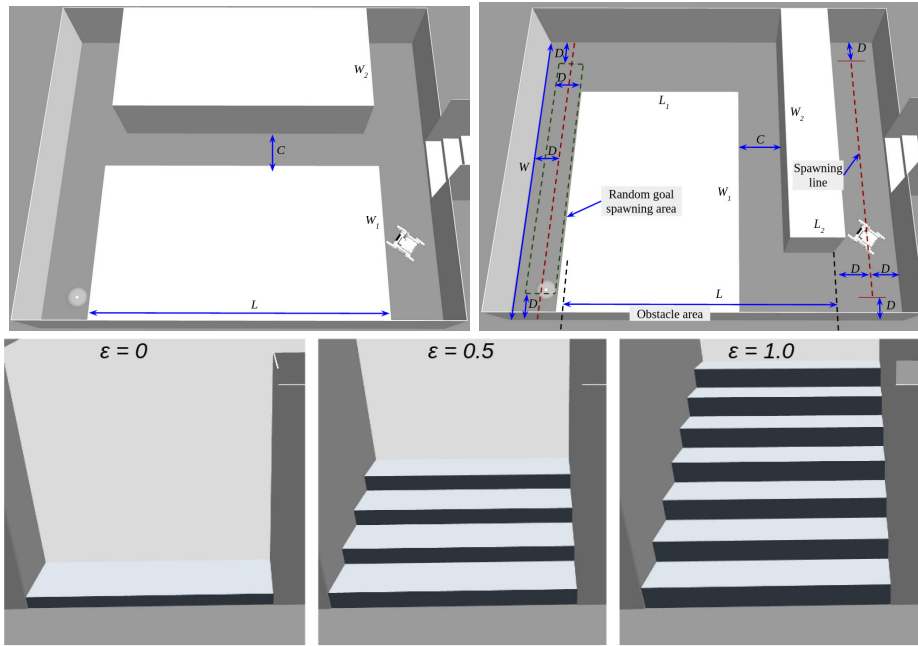 W₂
C
W₁
L
D
D
D
L₁
W₂
W
D
C
Spawning
line
Random goal
spawning area
W₁
L₂
D
D
D
L
D
Obstacle area
ε = 0
ε = 0.5
ε = 1.0